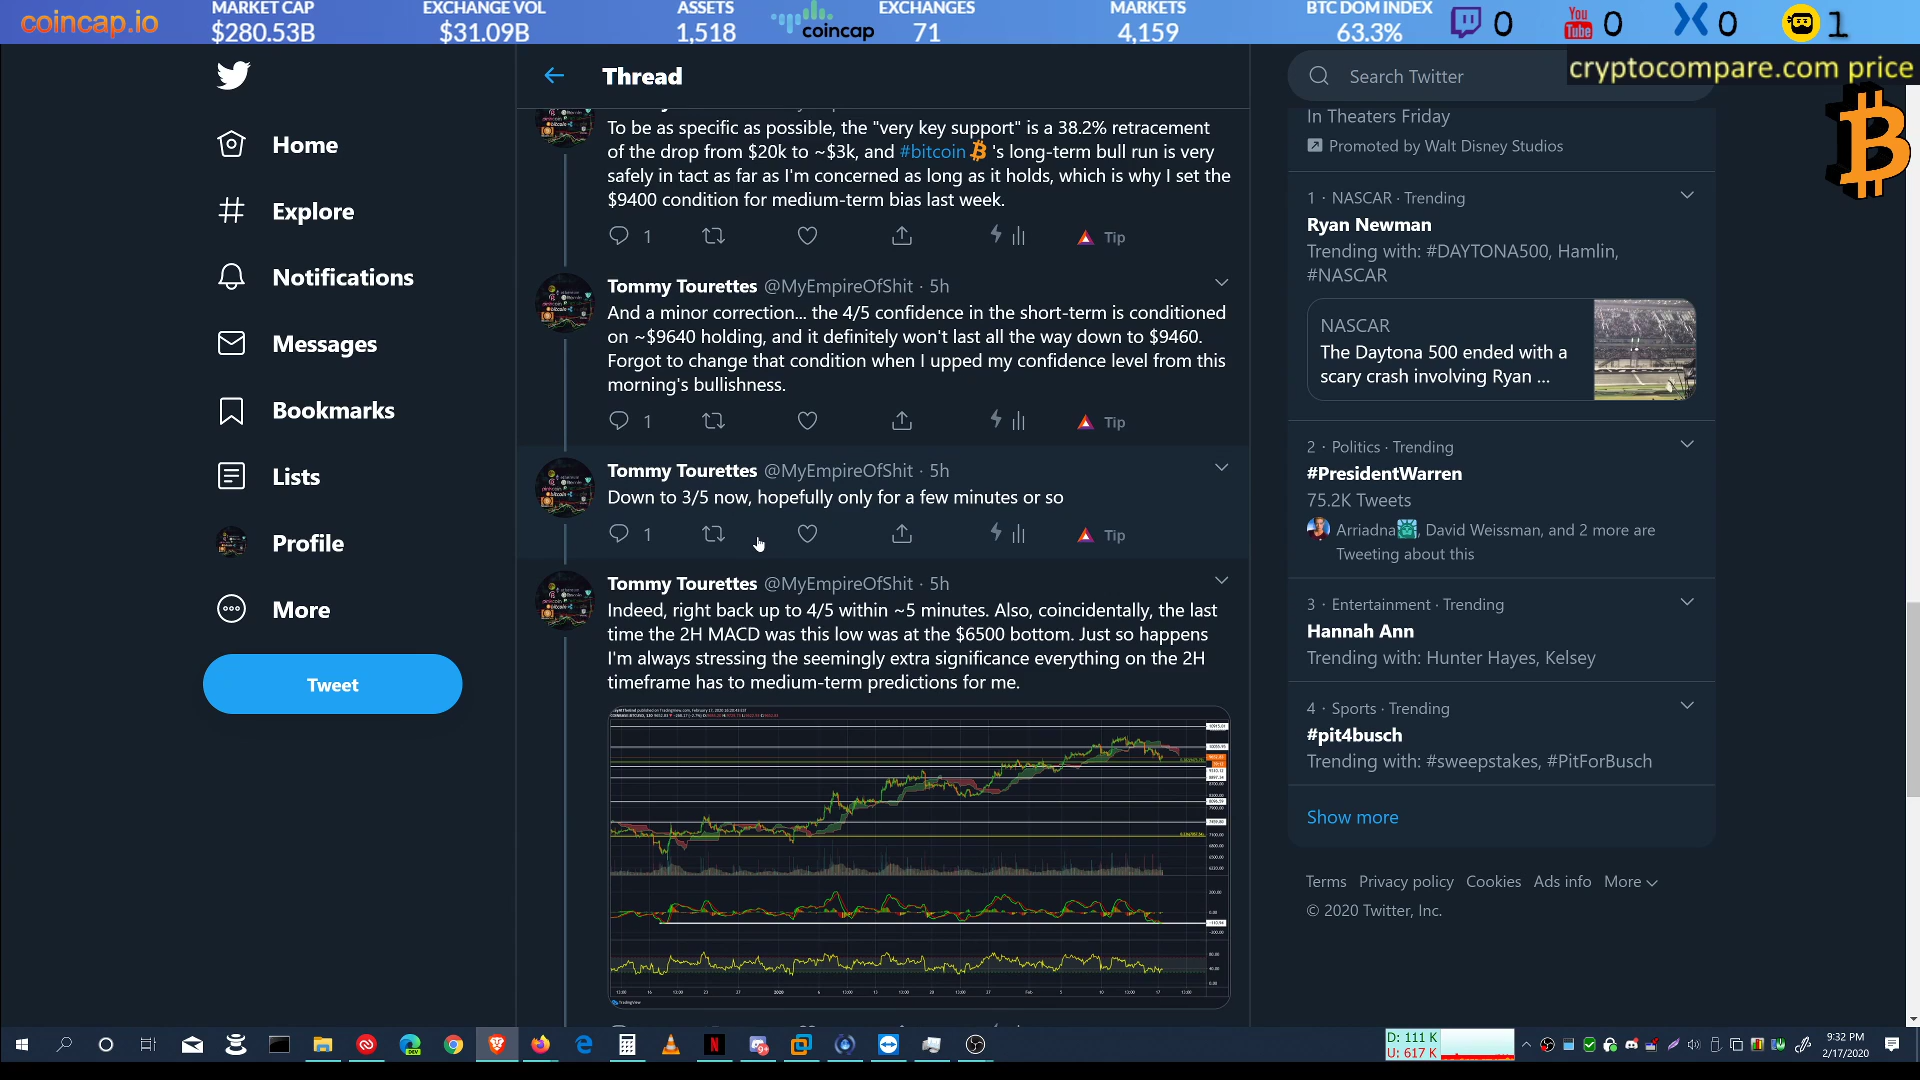 coincap.io
MARKET CAP
$280.53B
EXCHANGE VOL
$31.09B
ASSETS
1,518
coincap
EXCHANGES
71
MARKETS
4,159
BTC DOM INDEX
63.3%
0
You
Tube
0
0
1
cryptocompare.com price
Home
Explore
Notifications
Messages
Bookmarks
Lists
Profile
More
Tweet
Thread
To be as specific as possible, the "very key support" is a 38.2% retracement
of the drop from $20k to ~$3k, and #bitcoin 's long-term bull run is very
safely in tact as far as I'm concerned as long as it holds, which is why I set the
$9400 condition for medium-term bias last week.
1
Tip
Tommy Tourettes @MyEmpireOfShit · 5h
And a minor correction... the 4/5 confidence in the short-term is conditioned
on ~$9640 holding, and it definitely won't last all the way down to $9460.
Forgot to change that condition when I upped my confidence level from this
morning's bullishness.
1
Tip
Tommy Tourettes @MyEmpireOfShit · 5h
Down to 3/5 now, hopefully only for a few minutes or so
1
Tip
Tommy Tourettes @MyEmpireOfShit · 5h
Indeed, right back up to 4/5 within ~5 minutes. Also, coincidentally, the last
time the 2H MACD was this low was at the $6500 bottom. Just so happens
I'm always stressing the seemingly extra significance everything on the 2H
timeframe has to medium-term predictions for me.
Search Twitter
In Theaters Friday
Promoted by Walt Disney Studios
1 · NASCAR · Trending
Ryan Newman
Trending with: #DAYTONA500, Hamlin,
#NASCAR
NASCAR
The Daytona 500 ended with a
scary crash involving Ryan ...
2 · Politics · Trending
#PresidentWarren
75.2K Tweets
Arriadna , David Weissman, and 2 more are
Tweeting about this
3 · Entertainment · Trending
Hannah Ann
Trending with: Hunter Hayes, Kelsey
4 · Sports · Trending
#pit4busch
Trending with: #sweepstakes, #PitForBusch
Show more
Terms Privacy policy Cookies Ads info More
© 2020 Twitter, Inc.
D: 111 K
U: 617 K
9:32 PM
2/17/2020